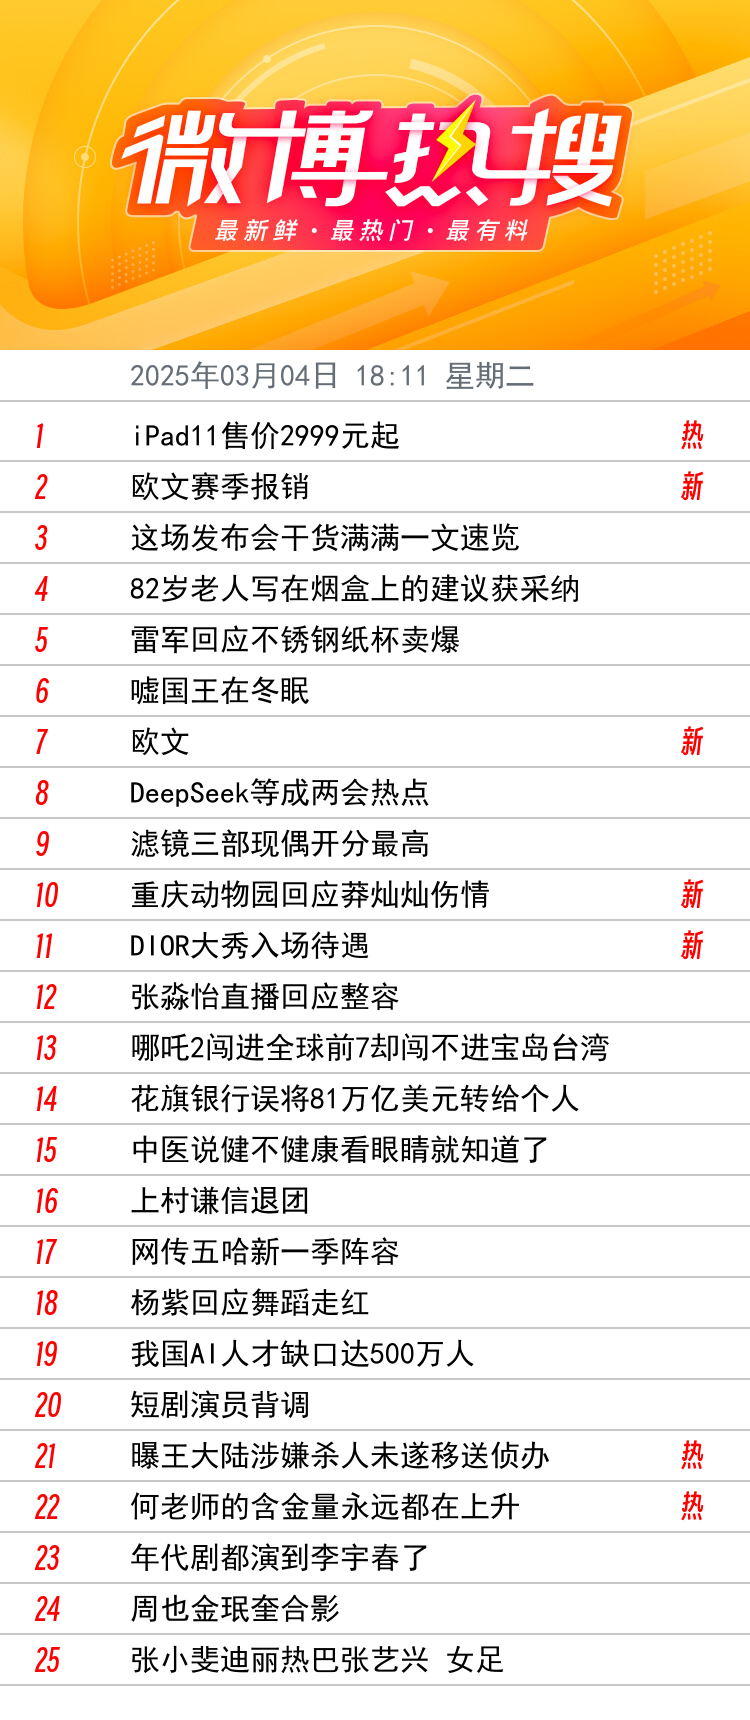 微博热搜
最新鲜·最热门·最有料
2025年03月04日 18:11 星期二
1 iPad11售价2999元起 热
2 欧文赛季报销 新
3 这场发布会干货满满一文速览
4 82岁老人写在烟盒上的建议获采纳
5 雷军回应不锈钢纸杯卖爆
6 嘘国王在冬眠
7 欧文 新
8 DeepSeek等成两会热点
9 滤镜三部现偶开分最高
10 重庆动物园回应莽灿灿伤情 新
11 DIOR大秀入场待遇 新
12 张淼怡直播回应整容
13 哪吒2闯进全球前7却闯不进宝岛台湾
14 花旗银行误将81万亿美元转给个人
15 中医说健不健康看眼睛就知道了
16 上村谦信退团
17 网传五哈新一季阵容
18 杨紫回应舞蹈走红
19 我国AI人才缺口达500万人
20 短剧演员背调
21 曝王大陆涉嫌杀人未遂移送侦办 热
22 何老师的含金量永远都在上升 热
23 年代剧都演到李宇春了
24 周也金珉奎合影
25 张小斐迪丽热巴张艺兴 女足